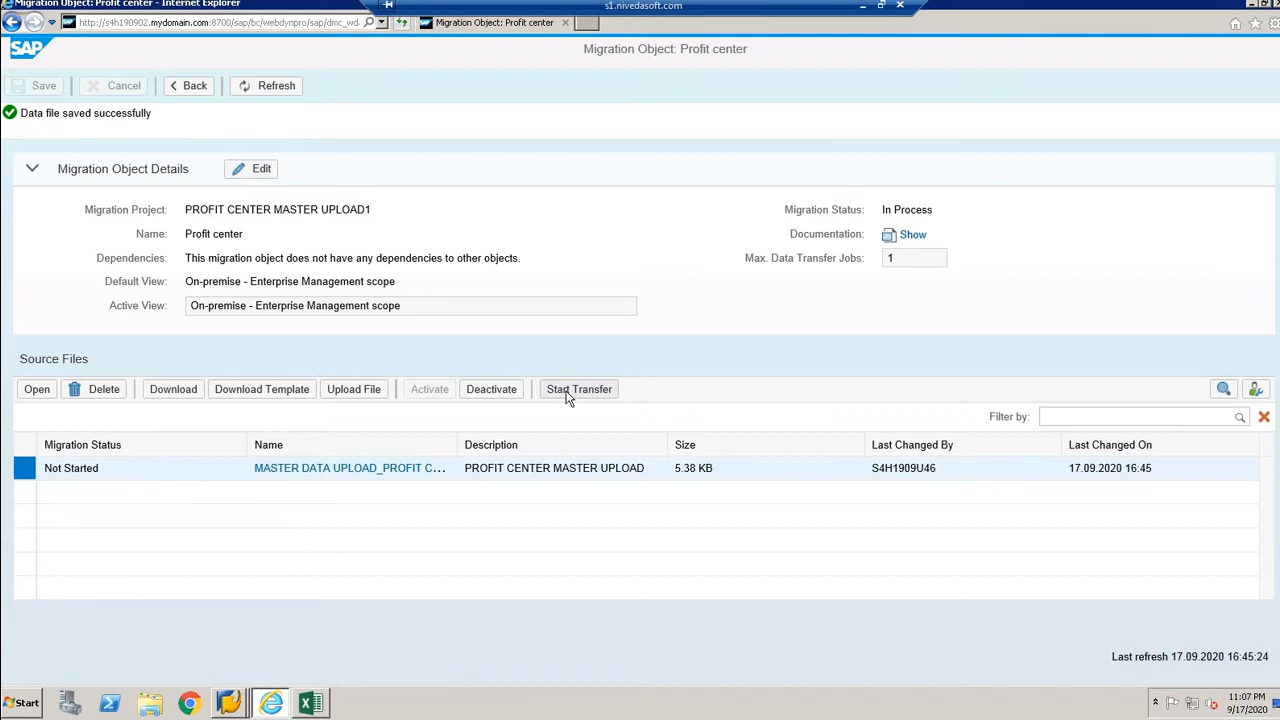 Migration Object: Profit center - Internet Explorer
s1.nivedasoft.com
http://s4h190902.mydomain.com:8700/sap/bc/webdynpro/sap/dmc_wd
Migration Object: Profit center
SAP
Migration Object: Profit center
Save
Cancel
Back
Refresh
Data file saved successfully
Migration Object Details
Edit
Migration Project: PROFIT CENTER MASTER UPLOAD1
Migration Status: In Process
Name: Profit center
Documentation: Show
Dependencies: This migration object does not have any dependencies to other objects.
Max. Data Transfer Jobs: 1
Default View: On-premise - Enterprise Management scope
Active View: On-premise - Enterprise Management scope
Source Files
Open Delete Download Download Template Upload File Activate Deactivate Start Transfer
Filter by:
Migration Status Name Description Size Last Changed By Last Changed On
Not Started MASTER DATA UPLOAD_PROFIT C... PROFIT CENTER MASTER UPLOAD 5.38 KB S4H1909U46 17.09.2020 16:45
Last refresh 17.09.2020 16:45:24
Start
11:07 PM
9/17/2020